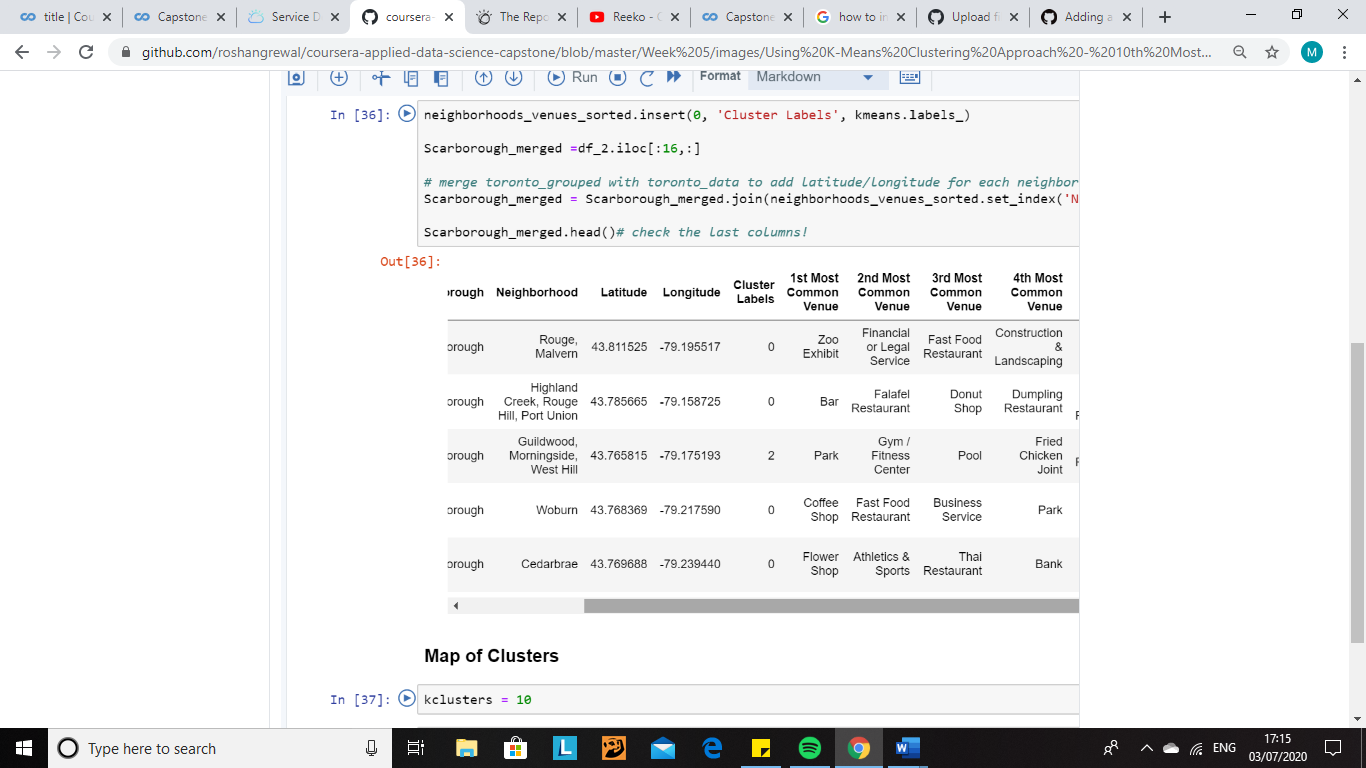 title | Cou
Capstone
Service D
coursera-
The Repo
Reeko - C
Capstone
how to in
Upload fi
Adding a
github.com/roshangrewal/coursera-applied-data-science-capstone/blob/master/Week%205/images/Using%20K-Means%20Clustering%20Approach%20-%2010th%20Most...
M
Run
Format
Markdown
In [36]:
neighborhoods_venues_sorted.insert(0, 'Cluster Labels', kmeans.labels_)
Scarborough_merged =df_2.iloc[:16,:]
# merge toronto_grouped with toronto_data to add latitude/longitude for each neighbor
Scarborough_merged = Scarborough_merged.join(neighborhoods_venues_sorted.set_index('N
Scarborough_merged.head()# check the last columns!
Out[36]:
orough Neighborhood Latitude Longitude Cluster Labels 1st Most Common Venue 2nd Most Common Venue 3rd Most Common Venue 4th Most Common Venue
orough Rouge, Malvern 43.811525 -79.195517 0 Zoo Exhibit Financial or Legal Service Fast Food Restaurant Construction & Landscaping
orough Highland Creek, Rouge Hill, Port Union 43.785665 -79.158725 0 Bar Falafel Restaurant Donut Shop Dumpling Restaurant
orough Guildwood, Morningside, West Hill 43.765815 -79.175193 2 Park Gym / Fitness Center Pool Fried Chicken Joint
orough Woburn 43.768369 -79.217590 0 Coffee Shop Fast Food Restaurant Business Service Park
orough Cedarbrae 43.769688 -79.239440 0 Flower Shop Athletics & Sports Thai Restaurant Bank
Map of Clusters
In [37]:
kclusters = 10
Type here to search
L
ENG
17:15
03/07/2020